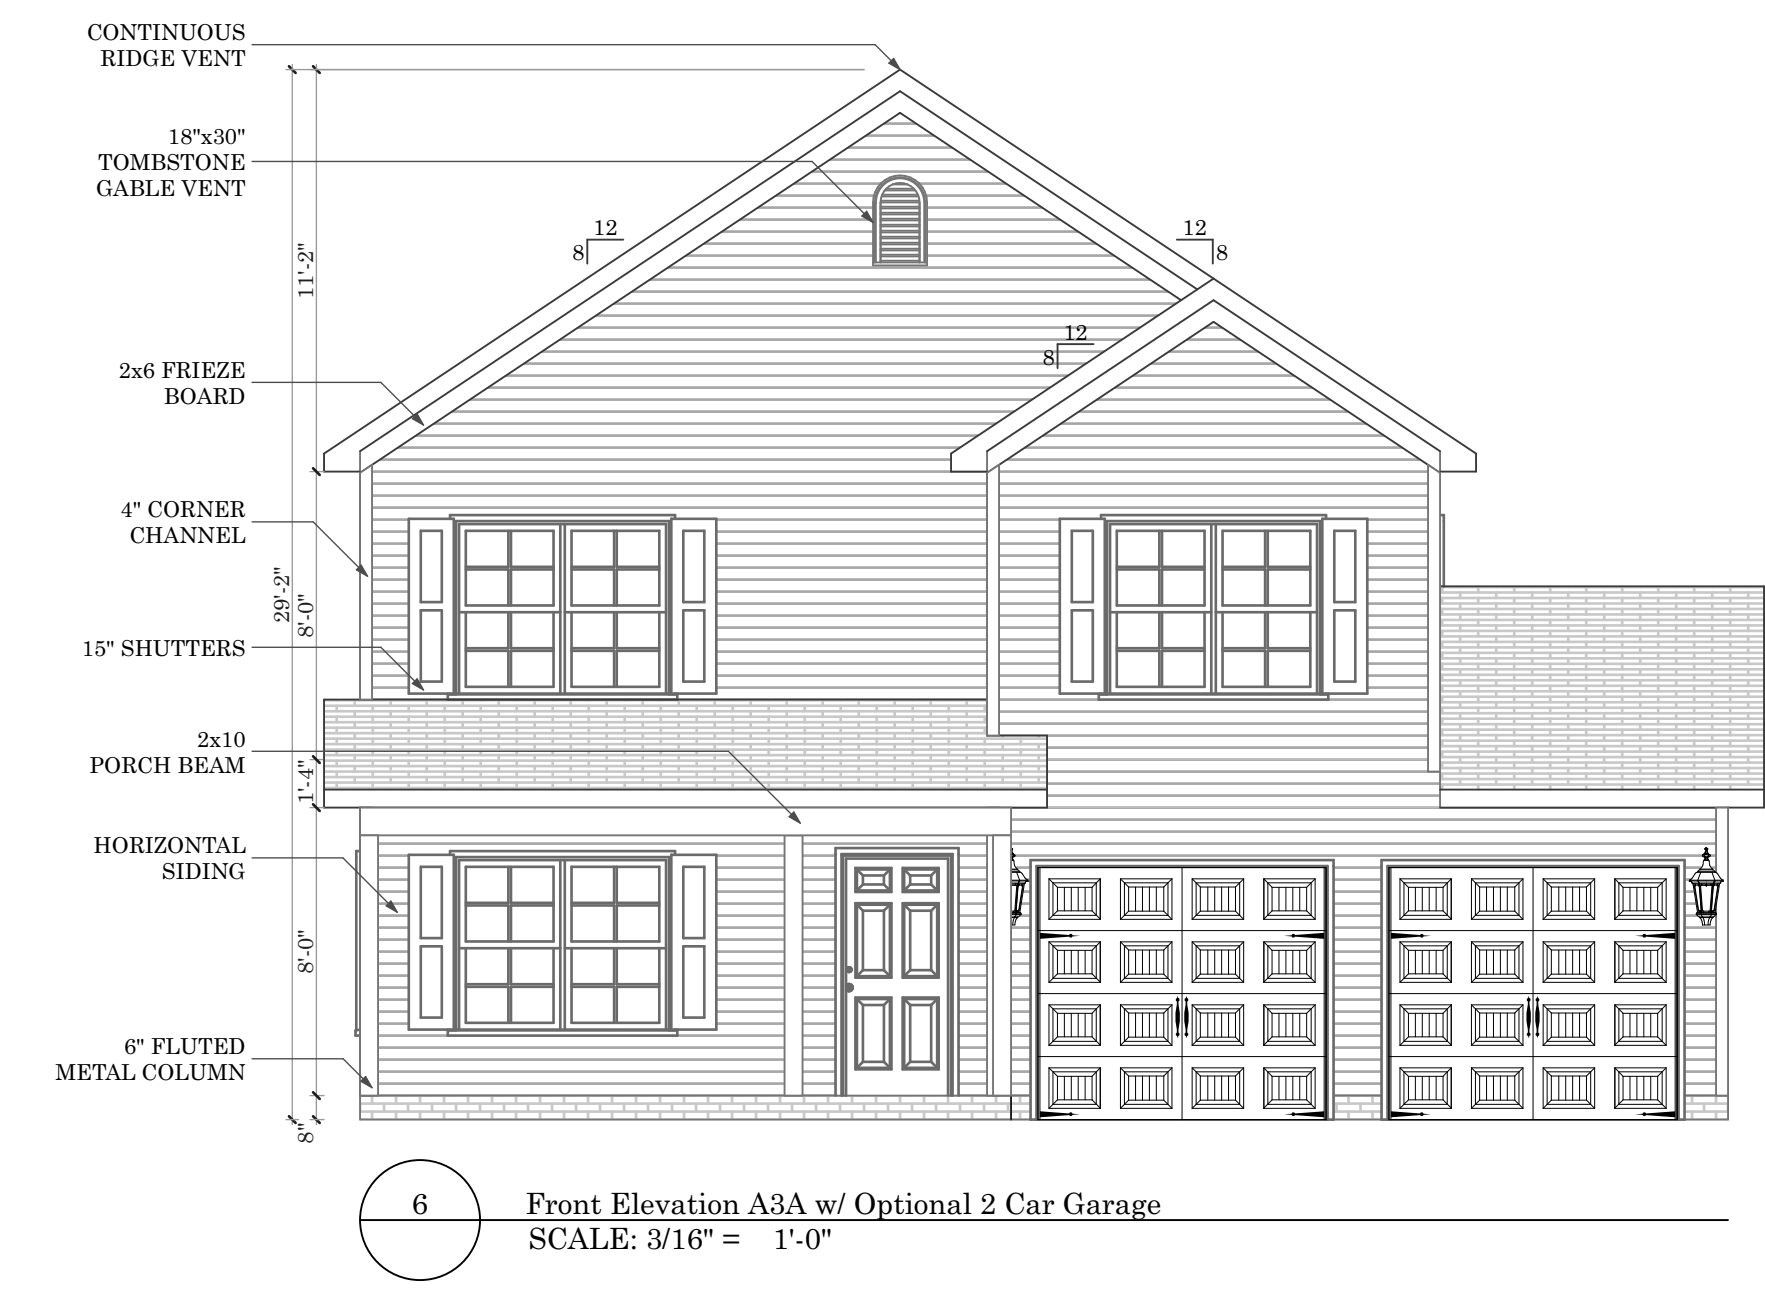 CONTINUOUS
RIDGE VENT
18"x30"
TOMBSTONE
GABLE VENT
12
8
12
8
11'-2"
12
8
2x6 FRIEZE
BOARD
4" CORNER
CHANNEL
29'-2"
8'-0"
15" SHUTTERS
2x10
PORCH BEAM
1'-4"
HORIZONTAL
SIDING
8'-0"
6" FLUTED
METAL COLUMN
8"
6
Front Elevation A3A w/ Optional 2 Car Garage
SCALE: 3/16" = 1'-0"